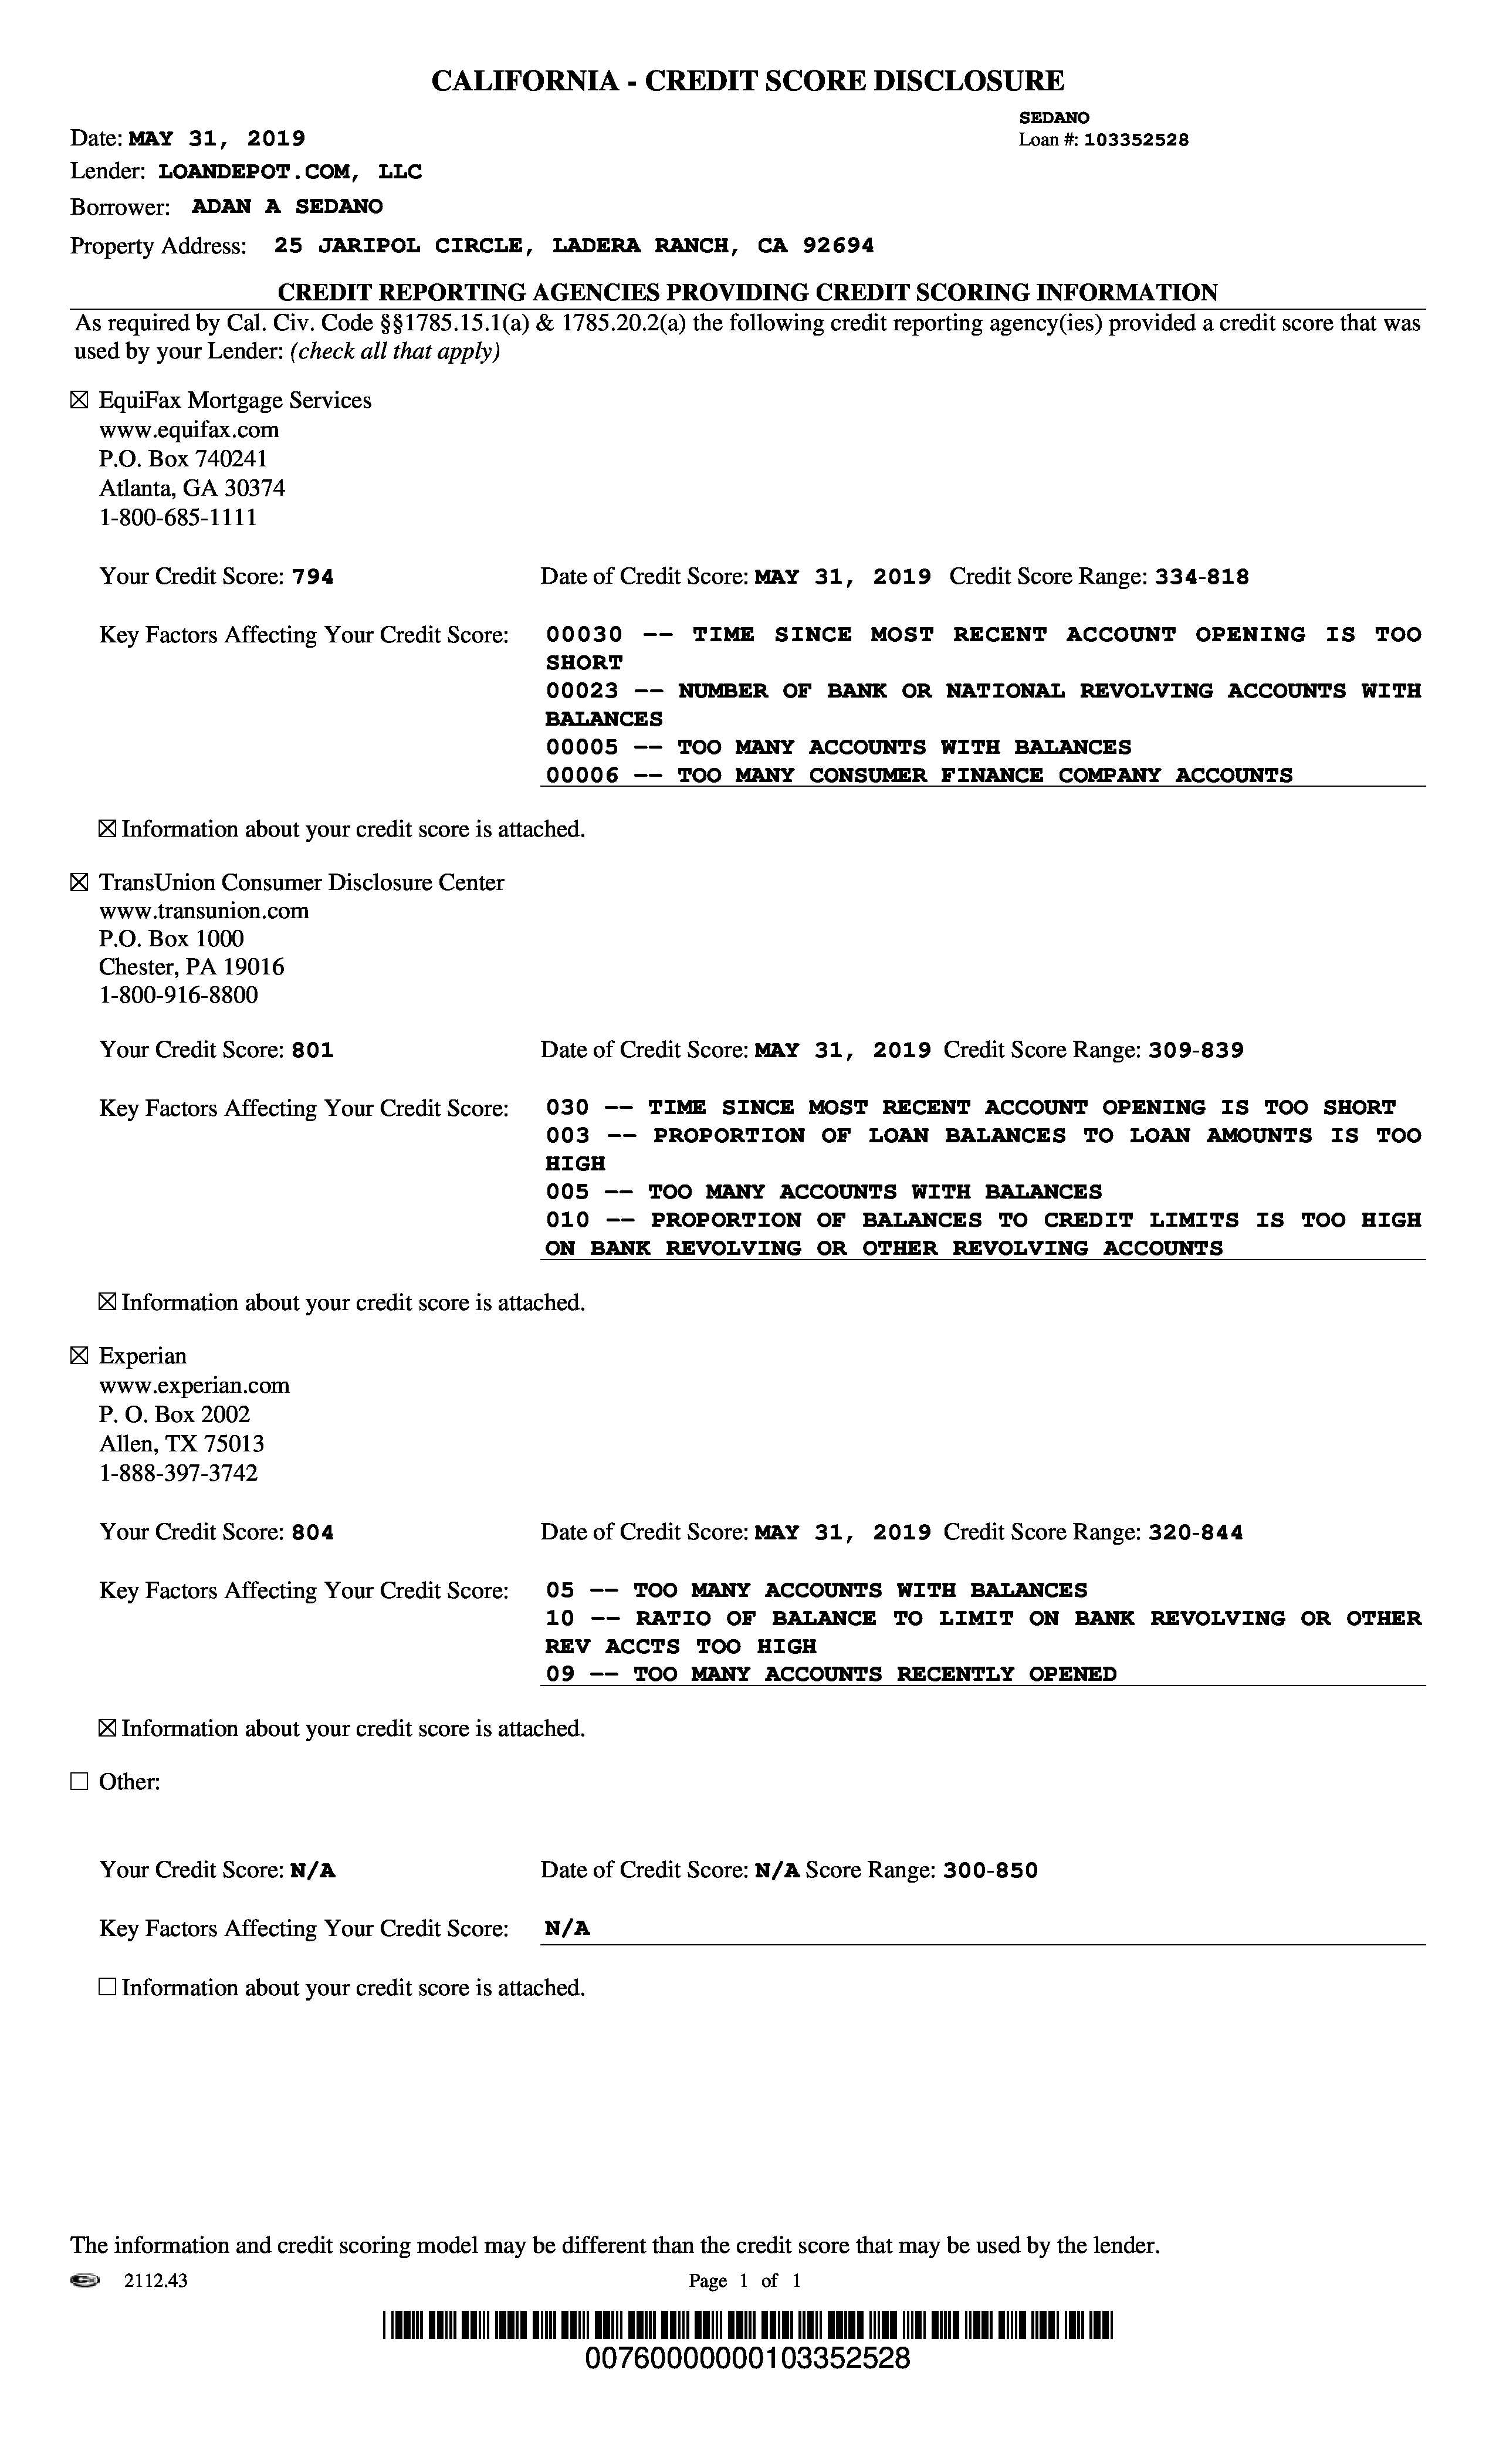 CALIFORNIA - CREDIT SCORE DISCLOSURE
SEDANO
Date: MAY 31, 2019
Loan #: 103352528
Lender: LOANDEPOT.COM, LLC
Borrower: ADAN A SEDANO
Property Address: 25 JARIPOL CIRCLE, LADERA RANCH, CA 92694
CREDIT REPORTING AGENCIES PROVIDING CREDIT SCORING INFORMATION
As required by Cal. Civ. Code §§1785.15.1(a) & 1785.20.2(a) the following credit reporting agency(ies) provided a credit score that was
used by your Lender: (check all that apply)
☒ EquiFax Mortgage Services
www.equifax.com
P.O. Box 740241
Atlanta, GA 30374
1-800-685-1111
Your Credit Score: 794 Date of Credit Score: MAY 31, 2019 Credit Score Range: 334-818
Key Factors Affecting Your Credit Score: 00030 -- TIME SINCE MOST RECENT ACCOUNT OPENING IS TOO
SHORT
00023 -- NUMBER OF BANK OR NATIONAL REVOLVING ACCOUNTS WITH
BALANCES
00005 -- TOO MANY ACCOUNTS WITH BALANCES
00006 -- TOO MANY CONSUMER FINANCE COMPANY ACCOUNTS
☒ Information about your credit score is attached.
☒ TransUnion Consumer Disclosure Center
www.transunion.com
P.O. Box 1000
Chester, PA 19016
1-800-916-8800
Your Credit Score: 801 Date of Credit Score: MAY 31, 2019 Credit Score Range: 309-839
Key Factors Affecting Your Credit Score: 030 -- TIME SINCE MOST RECENT ACCOUNT OPENING IS TOO SHORT
003 -- PROPORTION OF LOAN BALANCES TO LOAN AMOUNTS IS TOO
HIGH
005 -- TOO MANY ACCOUNTS WITH BALANCES
010 -- PROPORTION OF BALANCES TO CREDIT LIMITS IS TOO HIGH
ON BANK REVOLVING OR OTHER REVOLVING ACCOUNTS
☒ Information about your credit score is attached.
☒ Experian
www.experian.com
P. O. Box 2002
Allen, TX 75013
1-888-397-3742
Your Credit Score: 804 Date of Credit Score: MAY 31, 2019 Credit Score Range: 320-844
Key Factors Affecting Your Credit Score: 05 -- TOO MANY ACCOUNTS WITH BALANCES
10 -- RATIO OF BALANCE TO LIMIT ON BANK REVOLVING OR OTHER
REV ACCTS TOO HIGH
09 -- TOO MANY ACCOUNTS RECENTLY OPENED
☒ Information about your credit score is attached.
☐ Other:
Your Credit Score: N/A Date of Credit Score: N/A Score Range: 300-850
Key Factors Affecting Your Credit Score: N/A
☐ Information about your credit score is attached.
The information and credit scoring model may be different than the credit score that may be used by the lender.
2112.43 Page 1 of 1
00760000000103352528